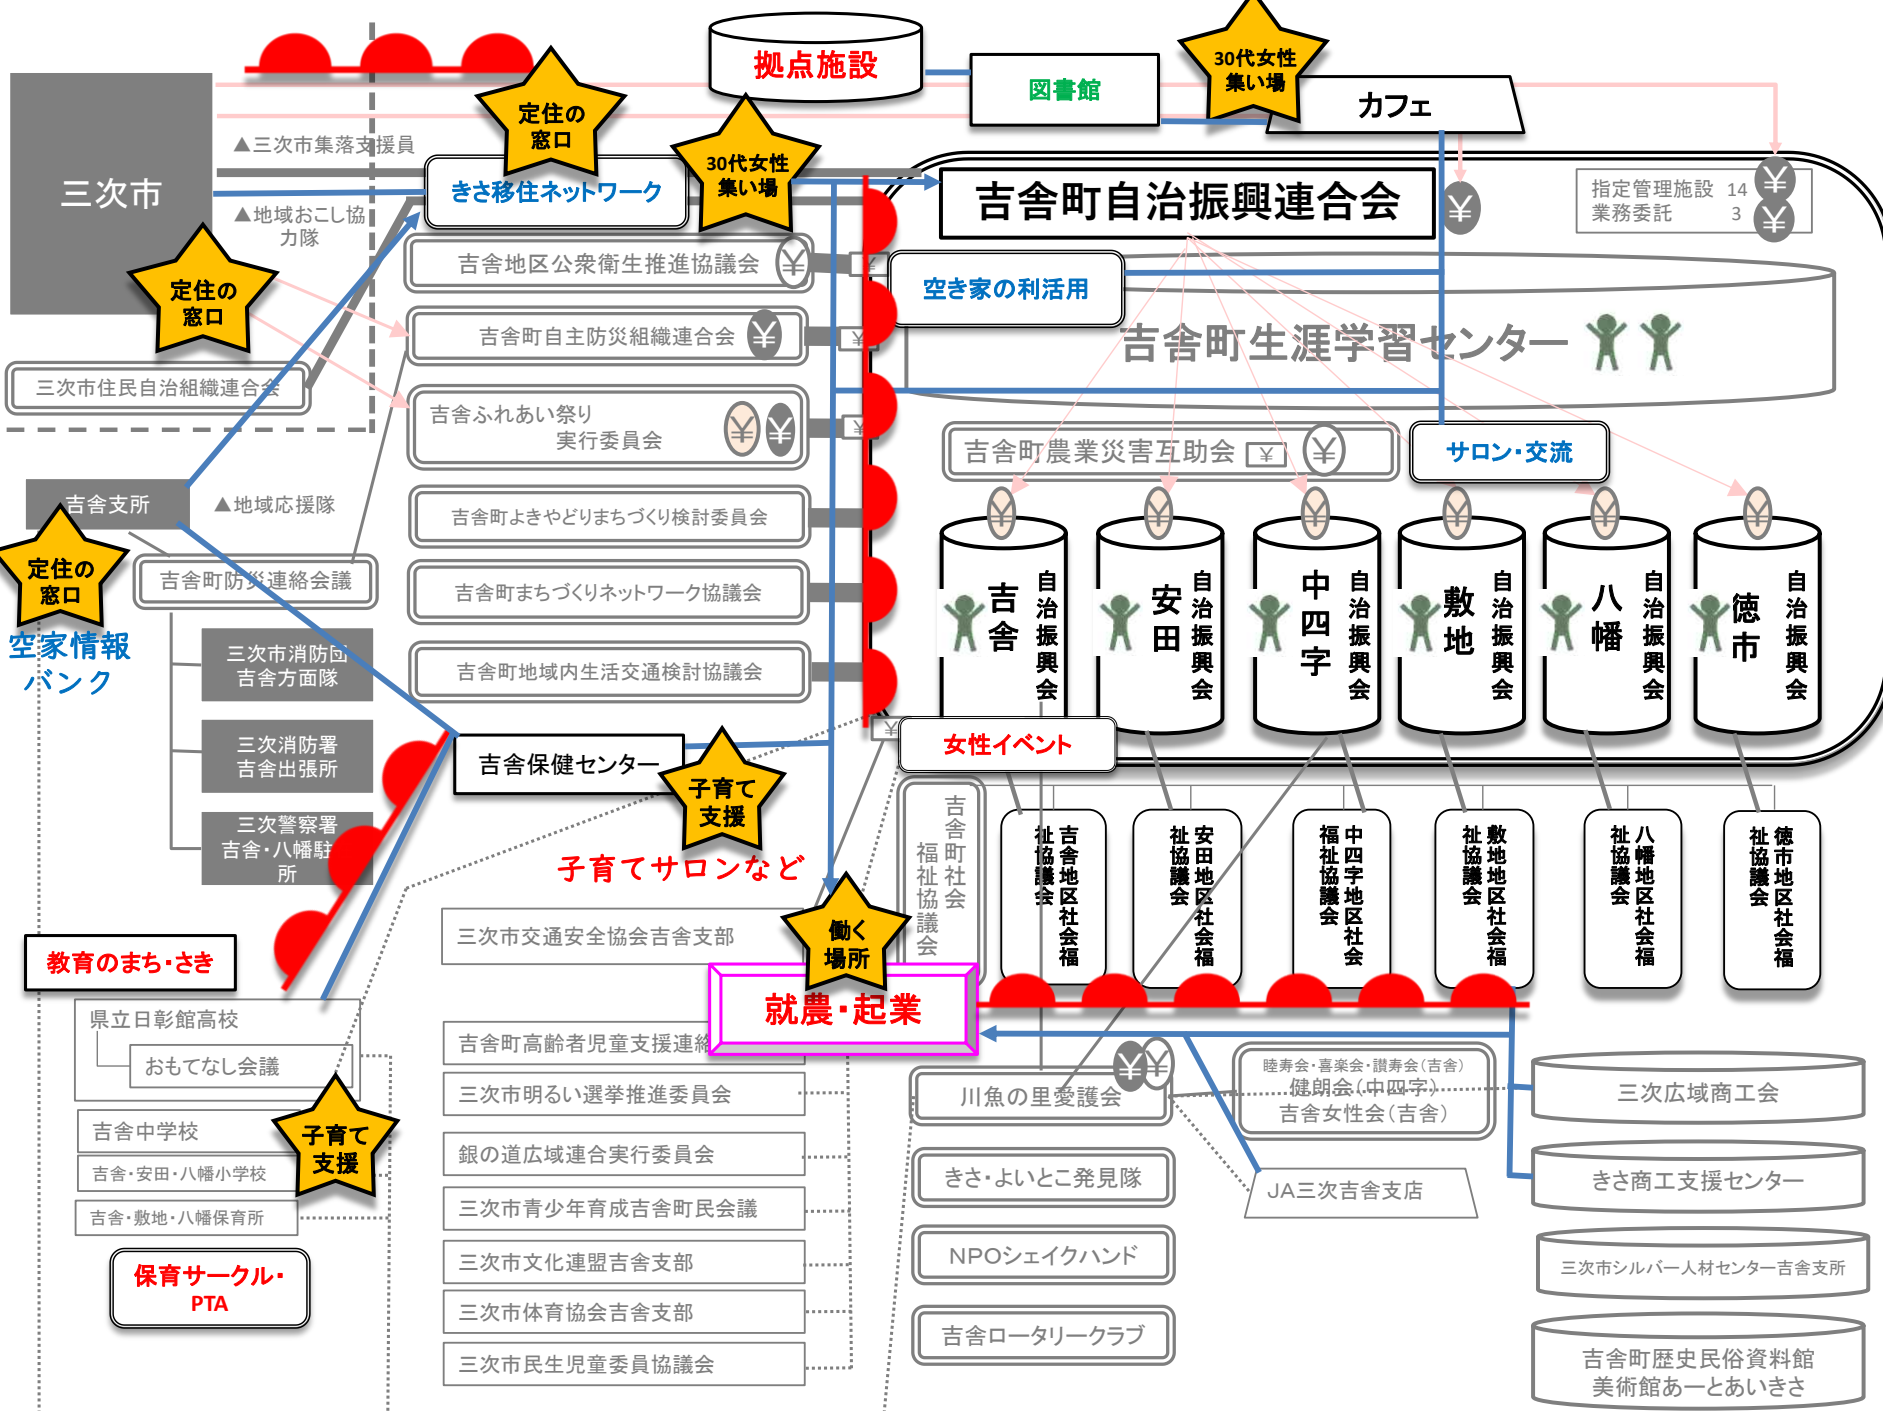 拠点施設
図書館
30代女性
集い場
カフェ
定住の
窓口
30代女性
集い場
三次市
▲三次市集落支援員
きさ移住ネットワーク
▲地域おこし協
力隊
吉舎町自治振興連合会
¥
指定管理施設 14
業務委託 3
¥
¥
定住の
窓口
吉舎地区公衆衛生推進協議会
¥
¥
空き家の利活用
吉舎町自主防災組織連合会
¥
¥
吉舎町生涯学習センター
三次市住民自治組織連合会
吉舎ふれあい祭り
実行委員会
¥
¥
¥
吉舎町農業災害互助会
¥
¥
サロン・交流
吉舎支所
▲地域応援隊
吉舎町よきやどりまちづくり検討委員会
定住の
窓口
空家情報
バンク
吉舎町防災連絡会議
吉舎町まちづくりネットワーク協議会
三次市消防団
吉舎方面隊
吉舎町地域内生活交通検討協議会
三次消防署
吉舎出張所
三次警察署
吉舎・八幡駐
所
¥
吉舎
自治振興会
¥
安田
自治振興会
¥
中四字
自治振興会
¥
敷地
自治振興会
¥
八幡
自治振興会
¥
徳市
自治振興会
¥
女性イベント
吉舎保健センター
子育て
支援
子育てサロンなど
吉舎町社会
福祉協議会
吉舎地区社会福
祉協議会
安田地区社会福
祉協議会
中四字地区社会
福祉協議会
敷地地区社会福
祉協議会
八幡地区社会福
祉協議会
徳市地区社会福
祉協議会
働く
場所
就農・起業
教育のまち・さき
県立日彰館高校
おもてなし会議
吉舎中学校
吉舎・安田・八幡小学校
吉舎・敷地・八幡保育所
子育て
支援
保育サークル・
PTA
三次市交通安全協会吉舎支部
吉舎町高齢者児童支援連絡
三次市明るい選挙推進委員会
銀の道広域連合実行委員会
三次市青少年育成吉舎町民会議
三次市文化連盟吉舎支部
三次市体育協会吉舎支部
三次市民生児童委員協議会
川魚の里愛護会
¥
¥
きさ・よいとこ発見隊
NPOシェイクハンド
吉舎ロータリークラブ
睦寿会・喜楽会・讃寿会（吉舎）
健朗会（中四字）
吉舎女性会（吉舎）
JA三次吉舎支店
三次広域商工会
きさ商工支援センター
三次市シルバー人材センター吉舎支所
吉舎町歴史民俗資料館
美術館あーとあいきさ